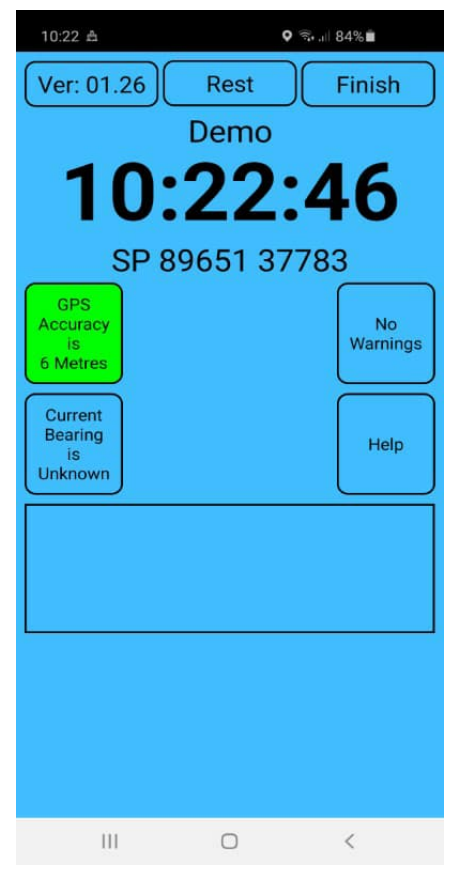 10:22
84%
Ver: 01.26
Rest
Finish
Demo
10:22:46
SP 89651 37783
GPS
Accuracy
is
6 Metres
No
Warnings
Current
Bearing
is
Unknown
Help